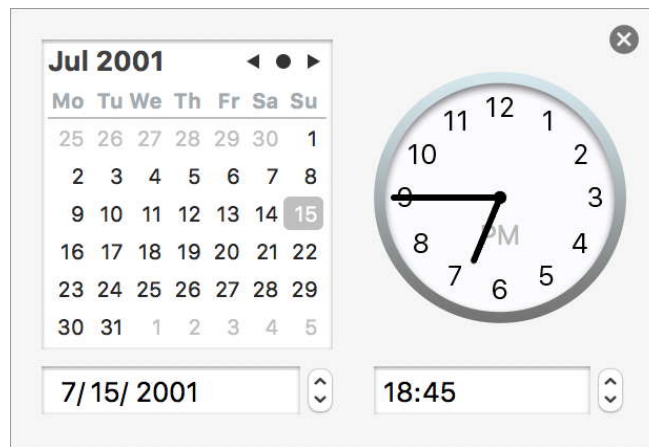 Jul 2001
Mo Tu We Th Fr Sa Su
25 26 27 28 29 30 1
2 3 4 5 6 7 8
9 10 11 12 13 14 15
16 17 18 19 20 21 22
23 24 25 26 27 28 29
30 31 1 2 3 4 5
7/15/ 2001
12
11 1
10 2
9 3
PM
8 4
7 5
6
18:45